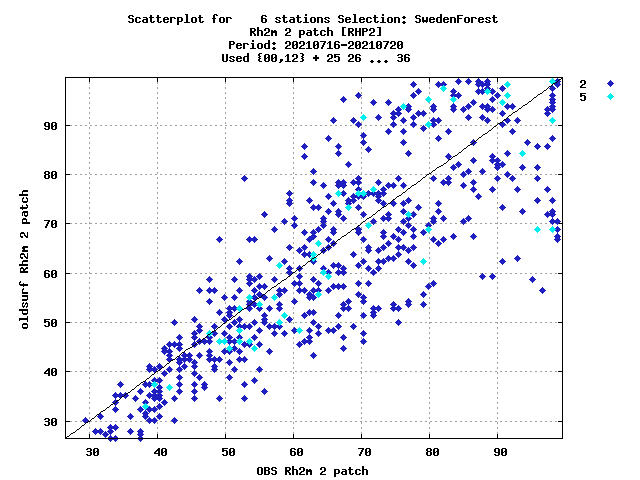 Scatterplot for    6 stations Selection: SwedenForest
Rh2m 2 patch [RHP2]
Period: 20210716-20210720
Used {00,12} + 25 26 ... 36
2
5
90
80
70
60
50
40
30
oldsurf Rh2m 2 patch
30 40 50 60 70 80 90
OBS Rh2m 2 patch